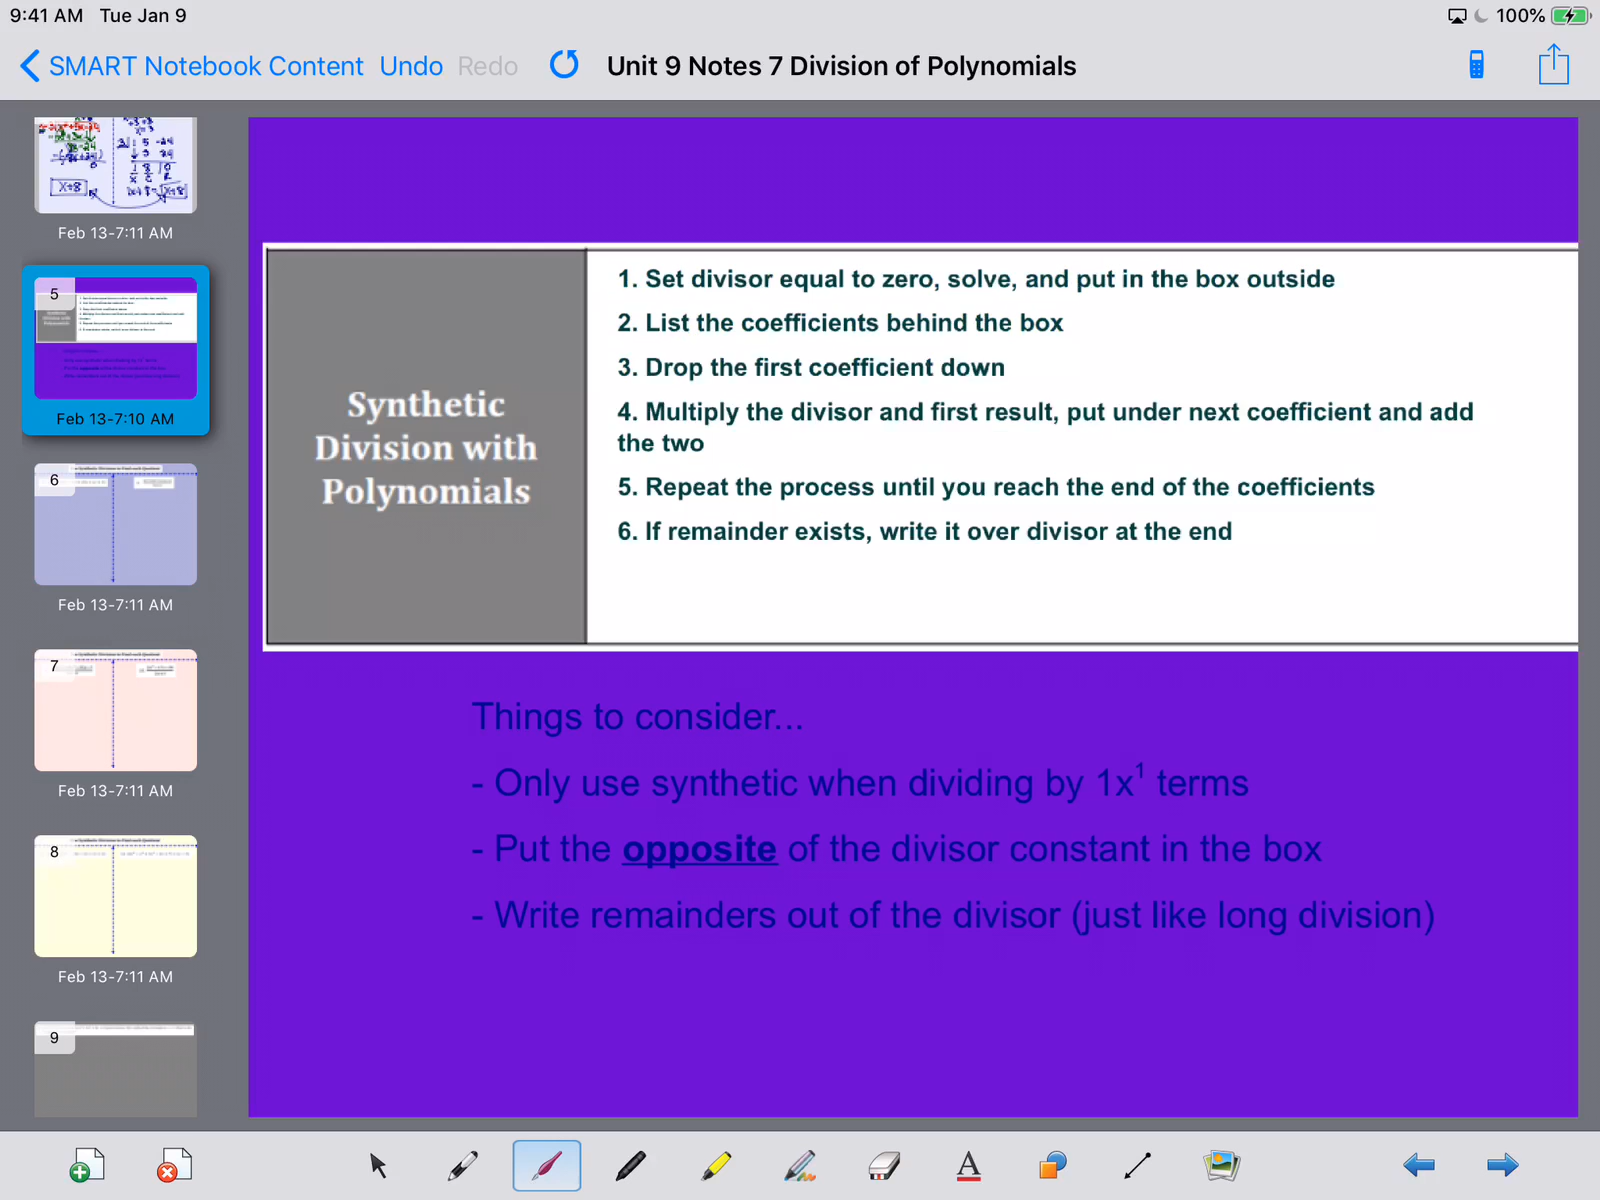 9:41 AM Tue Jan 9
100%
SMART Notebook Content Undo Redo
Unit 9 Notes 7 Division of Polynomials
Feb 13-7:11 AM
5
Feb 13-7:10 AM
6
Feb 13-7:11 AM
7
Feb 13-7:11 AM
8
Feb 13-7:11 AM
9
Synthetic
Division with
Polynomials
1. Set divisor equal to zero, solve, and put in the box outside
2. List the coefficients behind the box
3. Drop the first coefficient down
4. Multiply the divisor and first result, put under next coefficient and add
the two
5. Repeat the process until you reach the end of the coefficients
6. If remainder exists, write it over divisor at the end
Things to consider...
- Only use synthetic when dividing by 1x¹ terms
- Put the opposite of the divisor constant in the box
- Write remainders out of the divisor (just like long division)
A